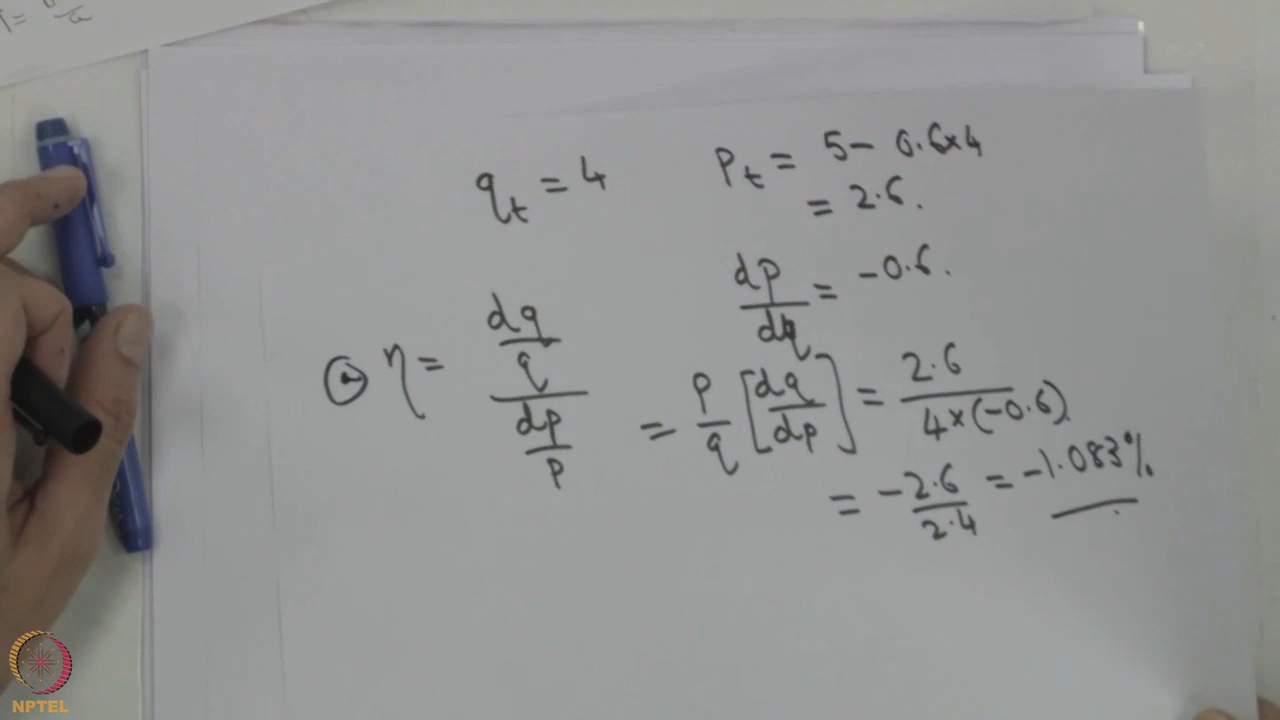 q_t = 4
P_t = 5 - 0.6×4
= 2.6.
dp/dq = -0.6.
η = (dq/q)/(dp/p) = P/q [dq/dp] = 2.6/(4×(-0.6))
= -2.6/2.4 = -1.083%
NPTEL